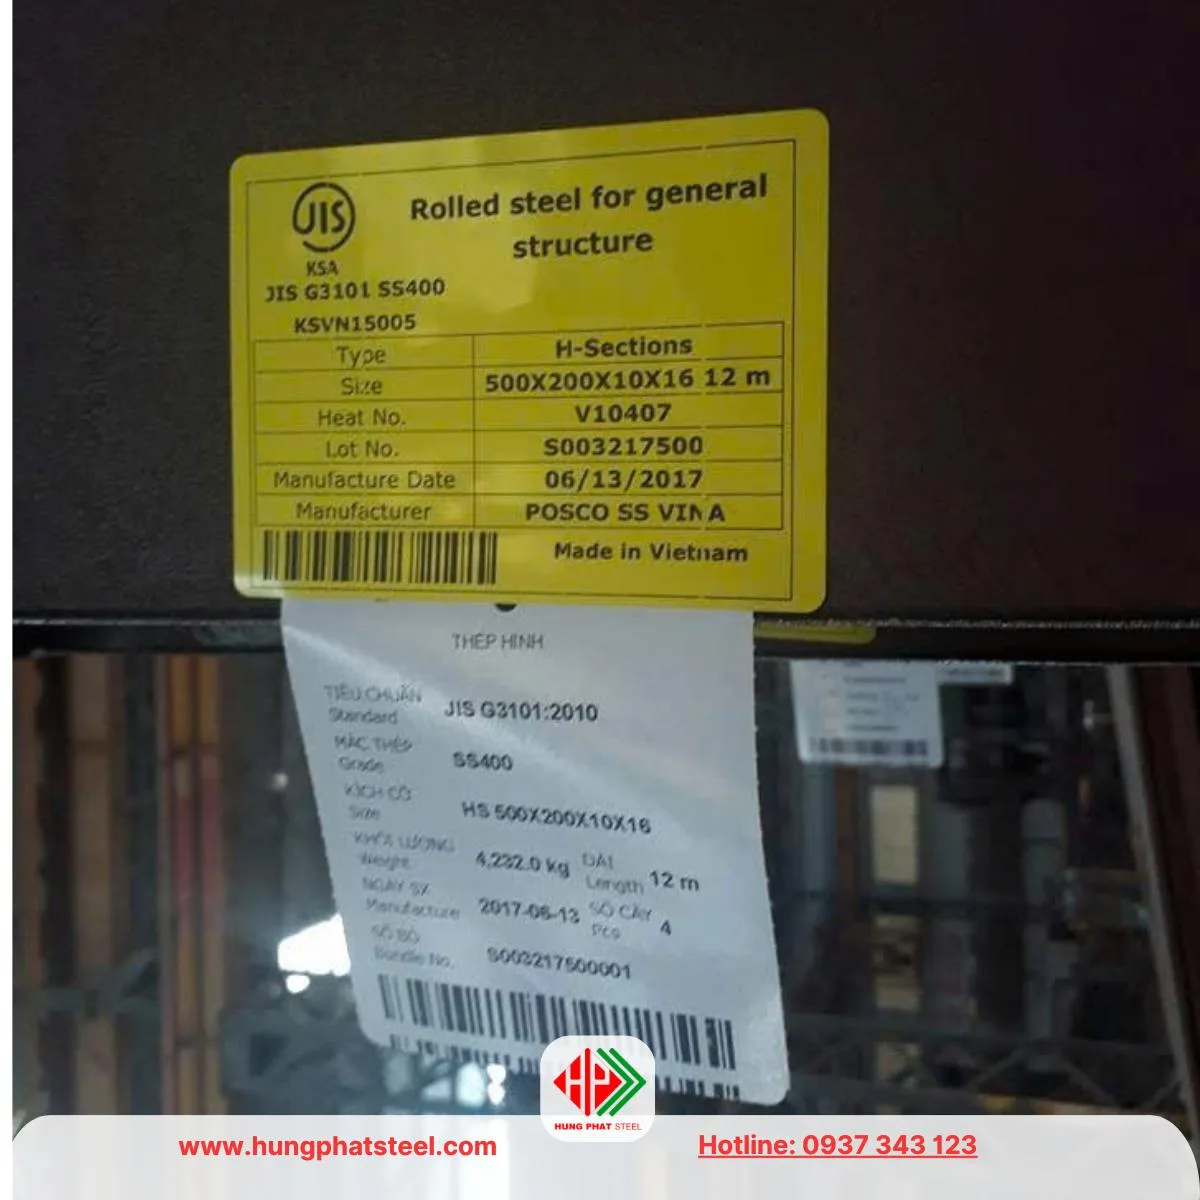 JIS
KSA
Rolled steel for general
structure
JIS G3101 SS400
KSVN15005
Type H-Sections
Size 500X200X10X16 12 m
Heat No. V10407
Lot No. S003217500
Manufacture Date 06/13/2017
Manufacturer POSCO SS VINA
Made in Vietnam
THÉP HÌNH
TIÊU CHUẨN
Standard JIS G3101:2010
MÁC THÉP
Grade SS400
KÍCH CỠ
Size HS 500X200X10X16
KHỐI LƯỢNG
Weight 4,232.0 kg
DÀI
Length 12 m
NGÀY SX
Manufacture 2017-06-13
SỐ CÂY
Pcs 4
SỐ BÓ
Bundle No. S003217500001
HUNG PHAT STEEL
www.hungphatsteel.com
Hotline: 0937 343 123